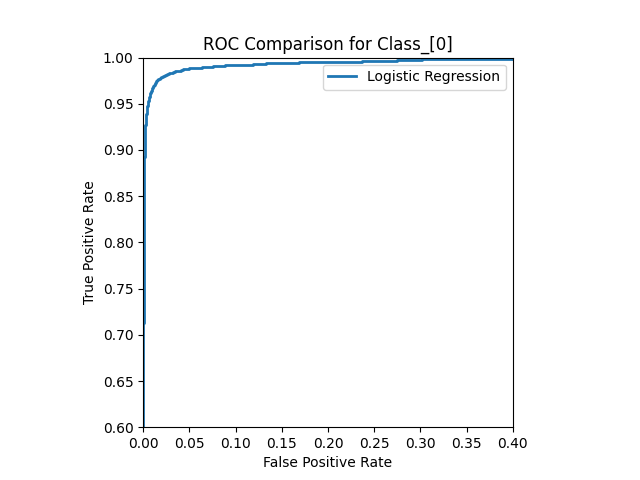 ROC Comparison for Class_[0]
1.00
Logistic Regression
0.95
0.90
0.85
0.80
True Positive Rate
0.75
0.70
0.65
0.60
0.00 0.05 0.10 0.15 0.20 0.25 0.30 0.35 0.40
False Positive Rate